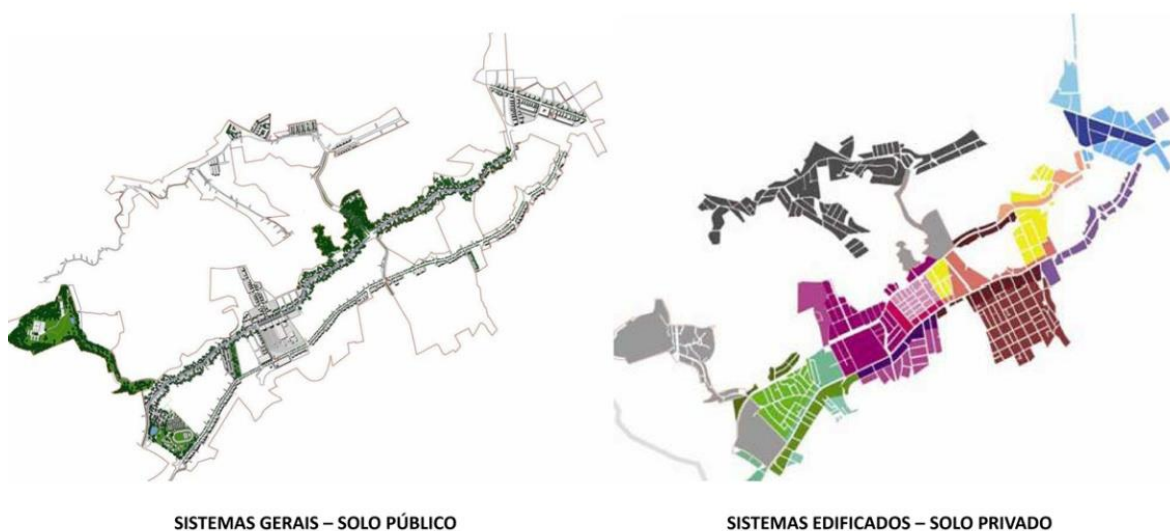 SISTEMAS GERAIS – SOLO PÚBLICO
SISTEMAS EDIFICADOS – SOLO PRIVADO